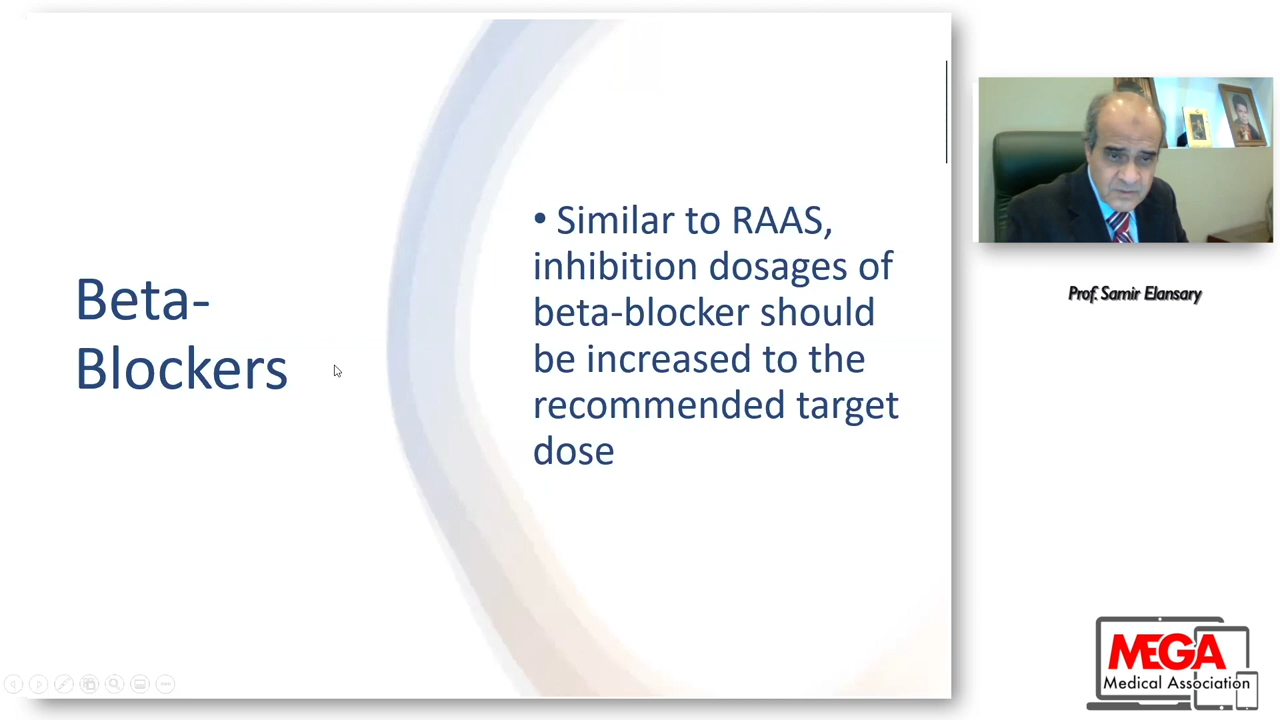 Beta-
Blockers
• Similar to RAAS,
inhibition dosages of
beta-blocker should
be increased to the
recommended target
dose
Prof. Samir Elansary
MEGA
Medical Association